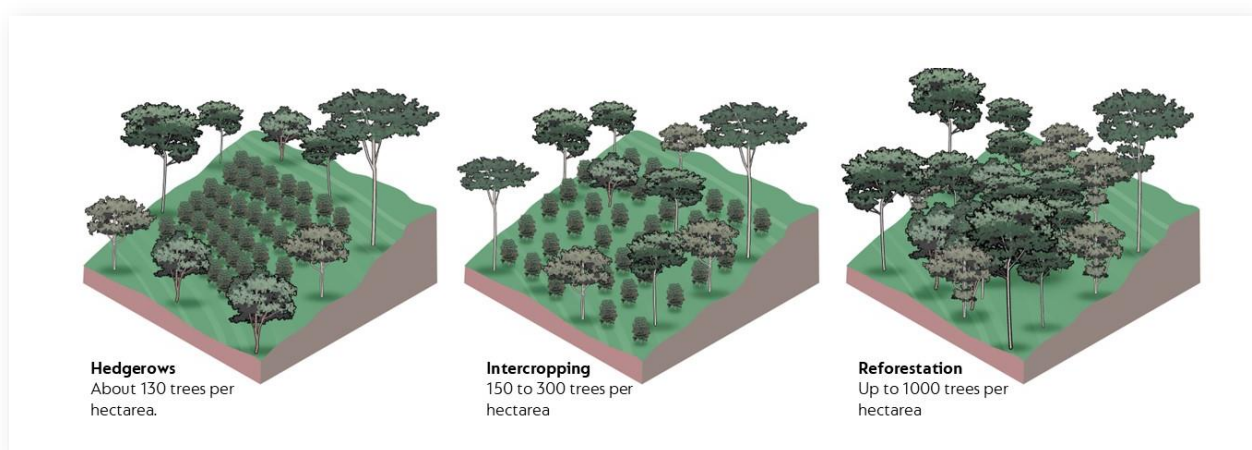 Hedgerows
About 130 trees per
hectarea.
Intercropping
150 to 300 trees per
hectarea
Reforestation
Up to 1000 trees per
hectarea